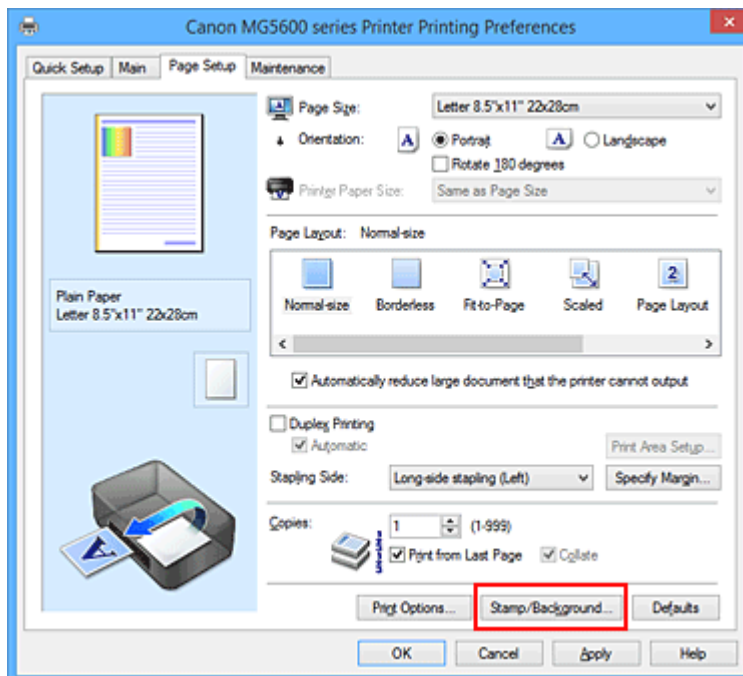 Canon MG5600 series Printer Printing Preferences
Quick Setup Main Page Setup Maintenance
Page Size: Letter 8.5"x11" 22x28cm
Orientation: A Portrait A Landscape
Rotate 180 degrees
Printer Paper Size: Same as Page Size
Page Layout: Normal-size
2
Normal-size Borderless Fit-to-Page Scaled Page Layout
Plain Paper
Letter 8.5"x11" 22x28cm
Automatically reduce large document that the printer cannot output
Duplex Printing
Automatic Print Area Setup...
Stapling Side: Long-side stapling (Left) Specify Margin...
Copies: 1 (1-999)
Print from Last Page Collate
A
Print Options... Stamp/Background... Defaults
OK Cancel Apply Help